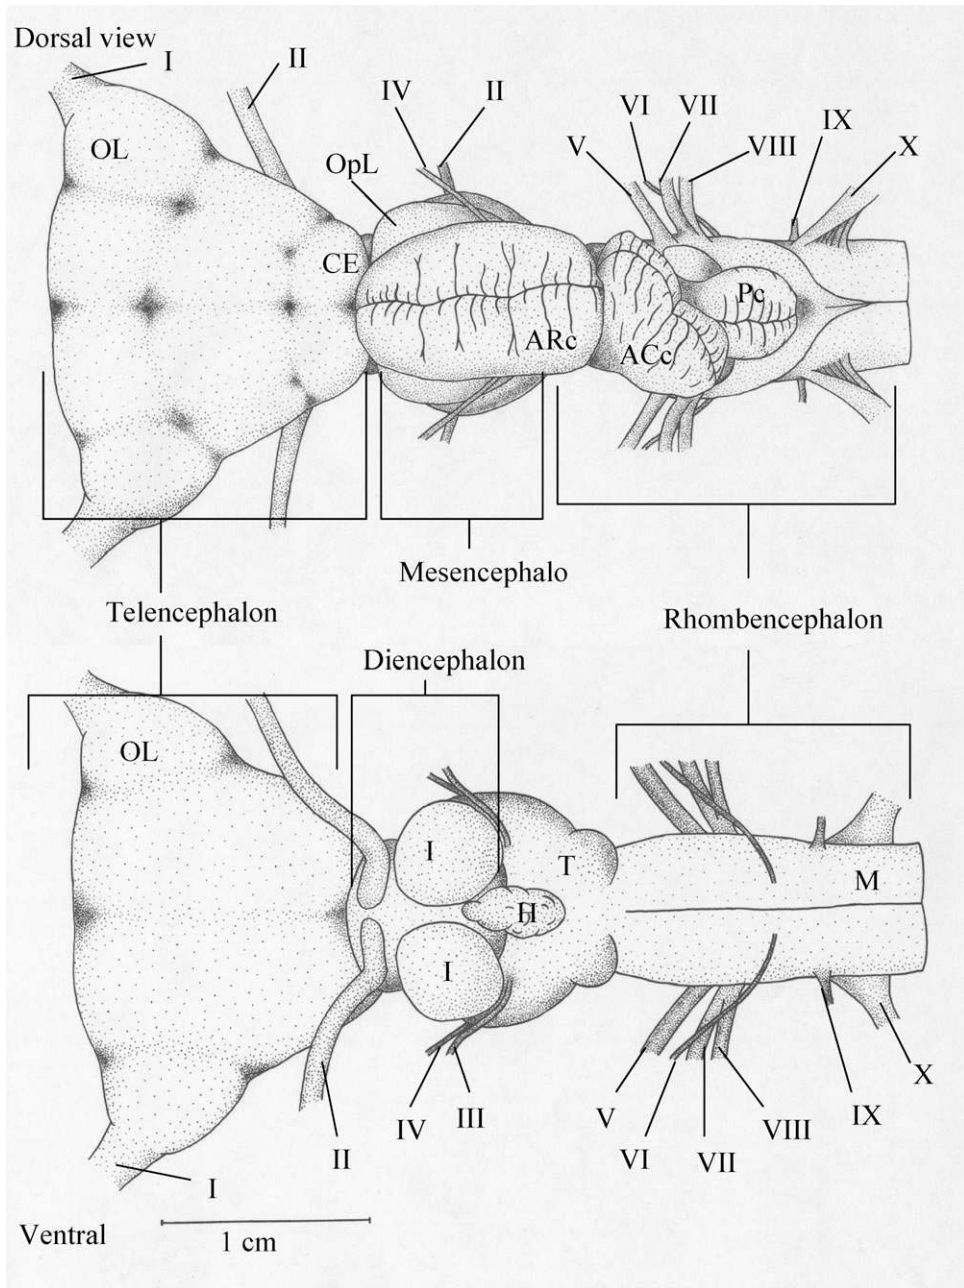 Dorsal view
I
II
IV
II
VI
VII
IX
V
VIII
X
OL
OpL
CE
Pc
ARc
ACc
Mesencephalo
Telencephalon
Rhombencephalon
Diencephalon
OL
I
T
M
H
I
X
IV
III
V
VIII
IX
II
VI
VII
I
Ventral
1 cm